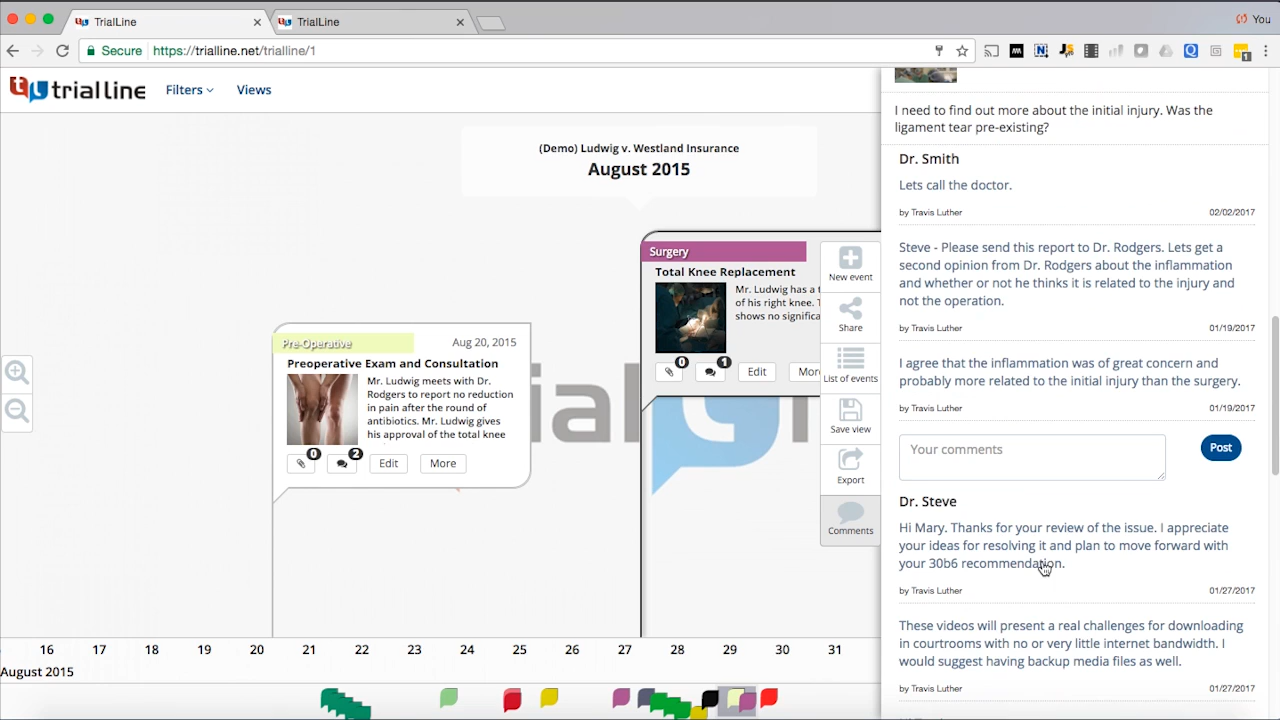 TrialLine
TrialLine
You
Secure
https://trialline.net/trialline/1
trialline
Filters
Views
(Demo) Ludwig v. Westland Insurance
August 2015
Surgery
Total Knee Replacement
Mr. Ludwig has a t
of his right knee. T
shows no significa
0
1
Edit
More
Pre-Operative
Aug 20, 2015
Preoperative Exam and Consultation
Mr. Ludwig meets with Dr.
Rodgers to report no reduction
in pain after the round of
antibiotics. Mr. Ludwig gives
his approval of the total knee
0
2
Edit
More
New event
Share
List of events
Save view
Export
Comments
I need to find out more about the initial injury. Was the
ligament tear pre-existing?
Dr. Smith
Lets call the doctor.
by Travis Luther 02/02/2017
Steve - Please send this report to Dr. Rodgers. Lets get a
second opinion from Dr. Rodgers about the inflammation
and whether or not he thinks it is related to the injury and
not the operation.
by Travis Luther 01/19/2017
I agree that the inflammation was of great concern and
probably more related to the initial injury than the surgery.
by Travis Luther 01/19/2017
Your comments
Post
Dr. Steve
Hi Mary. Thanks for your review of the issue. I appreciate
your ideas for resolving it and plan to move forward with
your 30b6 recommendation.
by Travis Luther 01/27/2017
These videos will present a real challenges for downloading
in courtrooms with no or very little internet bandwidth. I
would suggest having backup media files as well.
by Travis Luther 01/27/2017
16 17 18 19 20 21 22 23 24 25 26 27 28 29 30 31
August 2015